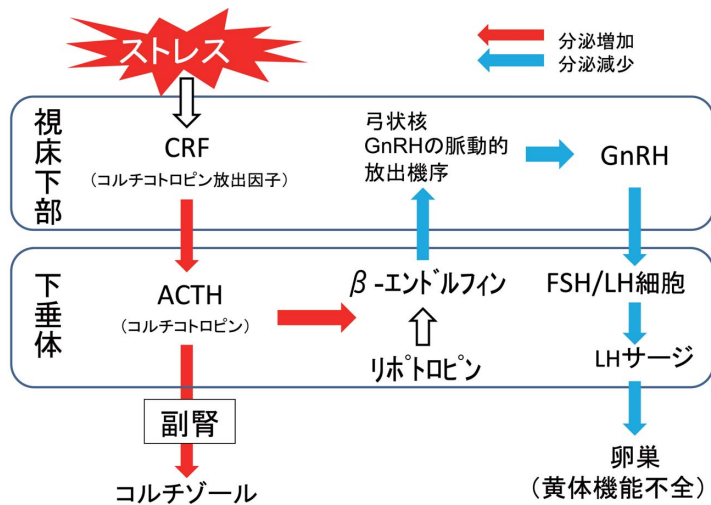 ストレス
分泌増加
分泌減少
視床下部
CRF
(コルチコトロピン放出因子)
弓状核
GnRHの脈動的
放出機序
GnRH
下垂体
ACTH
(コルチコトロピン)
β-エンドルフィン
リポトロピン
FSH/LH細胞
LHサージ
副腎
コルチゾール
卵巣
(黄体機能不全)